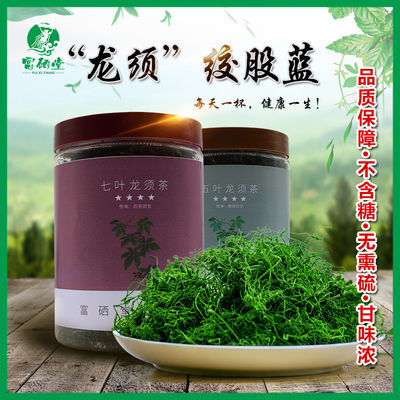 富硒堂
FU XI TANG
“龙须” 绞股蓝
每天一杯，健康一生！
品质保障·不含糖·无熏硫·甘味浓
七叶龙须茶
★★★★
五叶龙须茶
★★★★
富硒